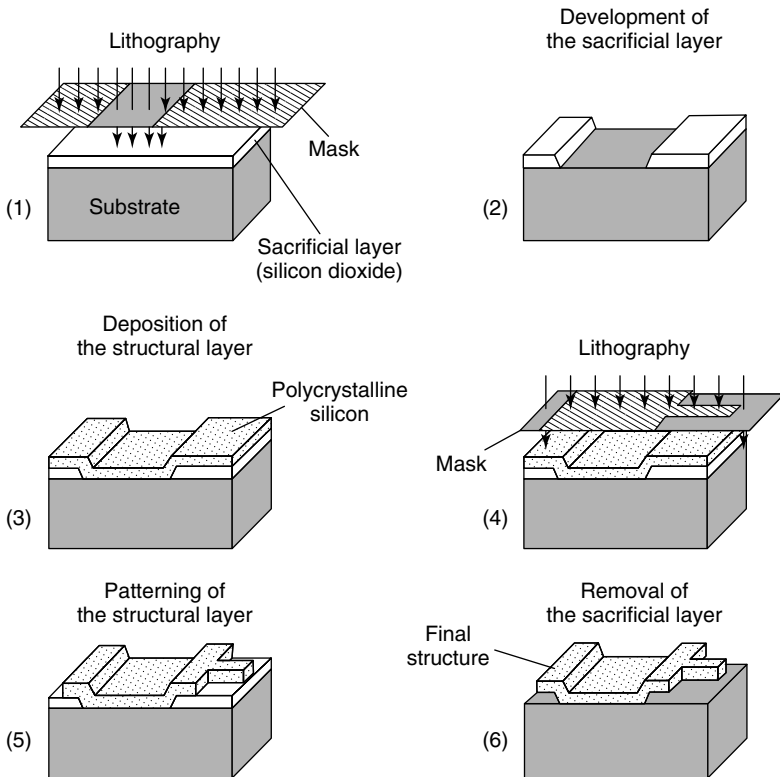 Lithography
Mask
(1)
Substrate
Sacrificial layer
(silicon dioxide)
Development of
the sacrificial layer
(2)
Deposition of
the structural layer
Polycrystalline
silicon
(3)
Lithography
Mask
(4)
Patterning of
the structural layer
(5)
Removal of
the sacrificial layer
Final
structure
(6)